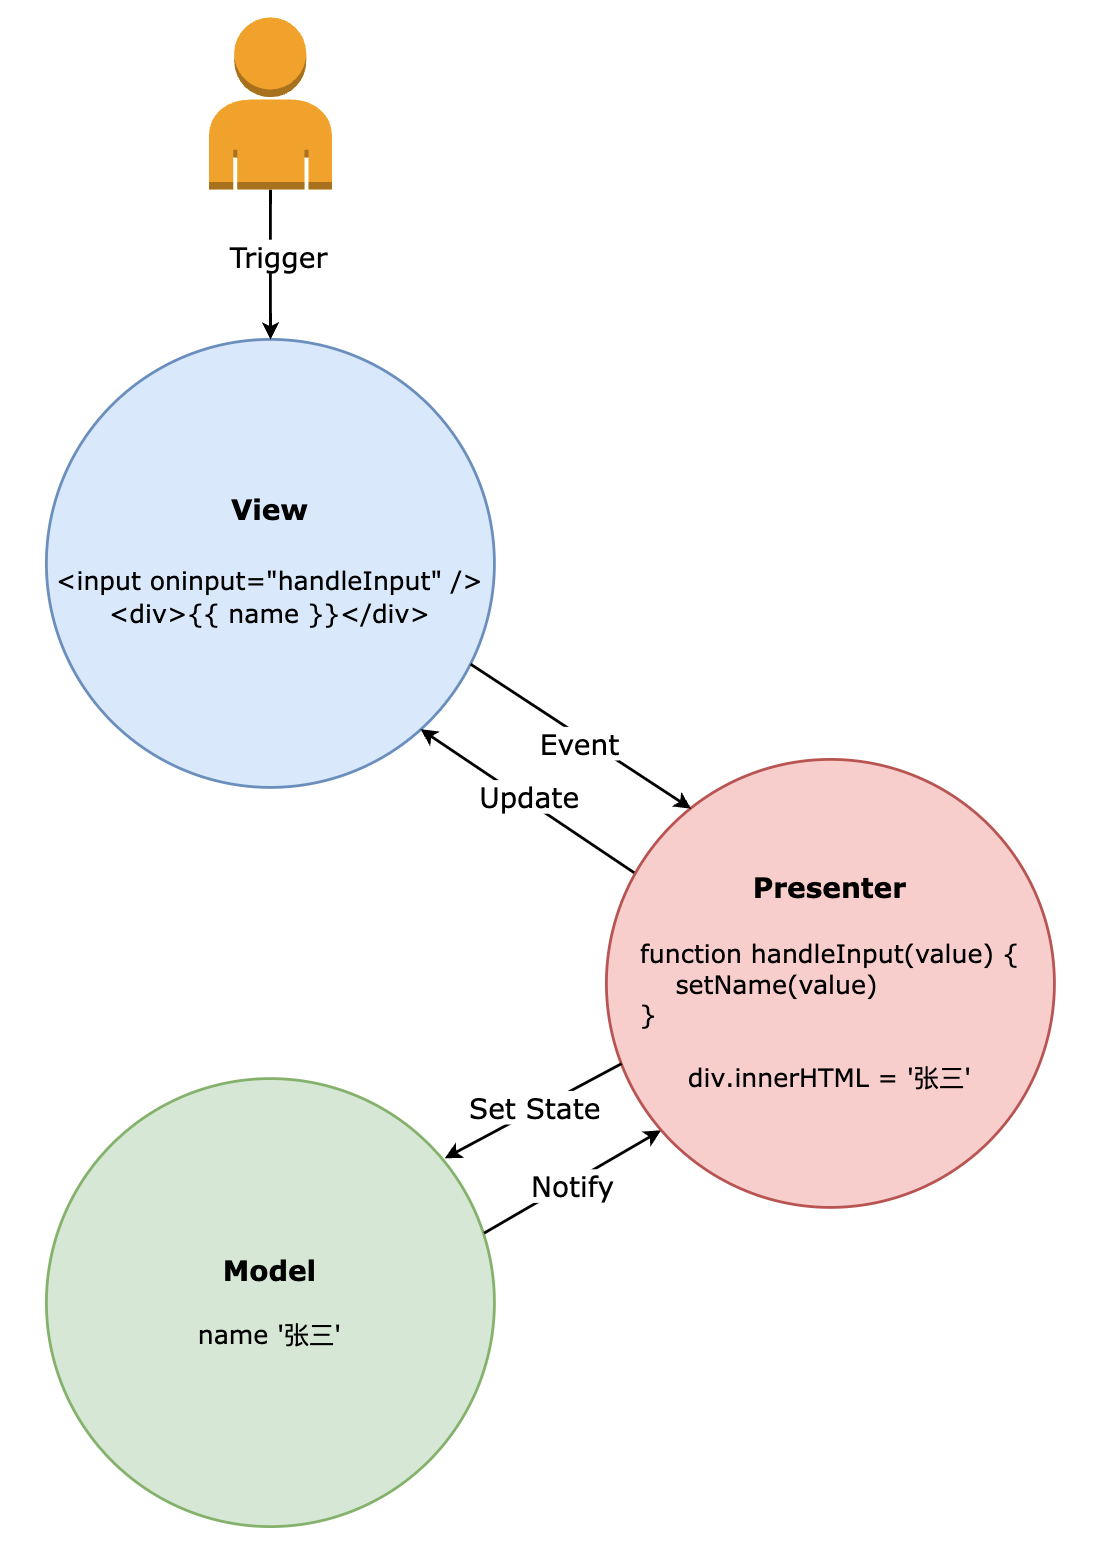 Trigger
View
<input oninput="handleInput" />
<div>{{ name }}</div>
Event
Update
Presenter
function handleInput(value) {
setName(value)
}
div.innerHTML = '张三'
Set State
Notify
Model
name '张三'